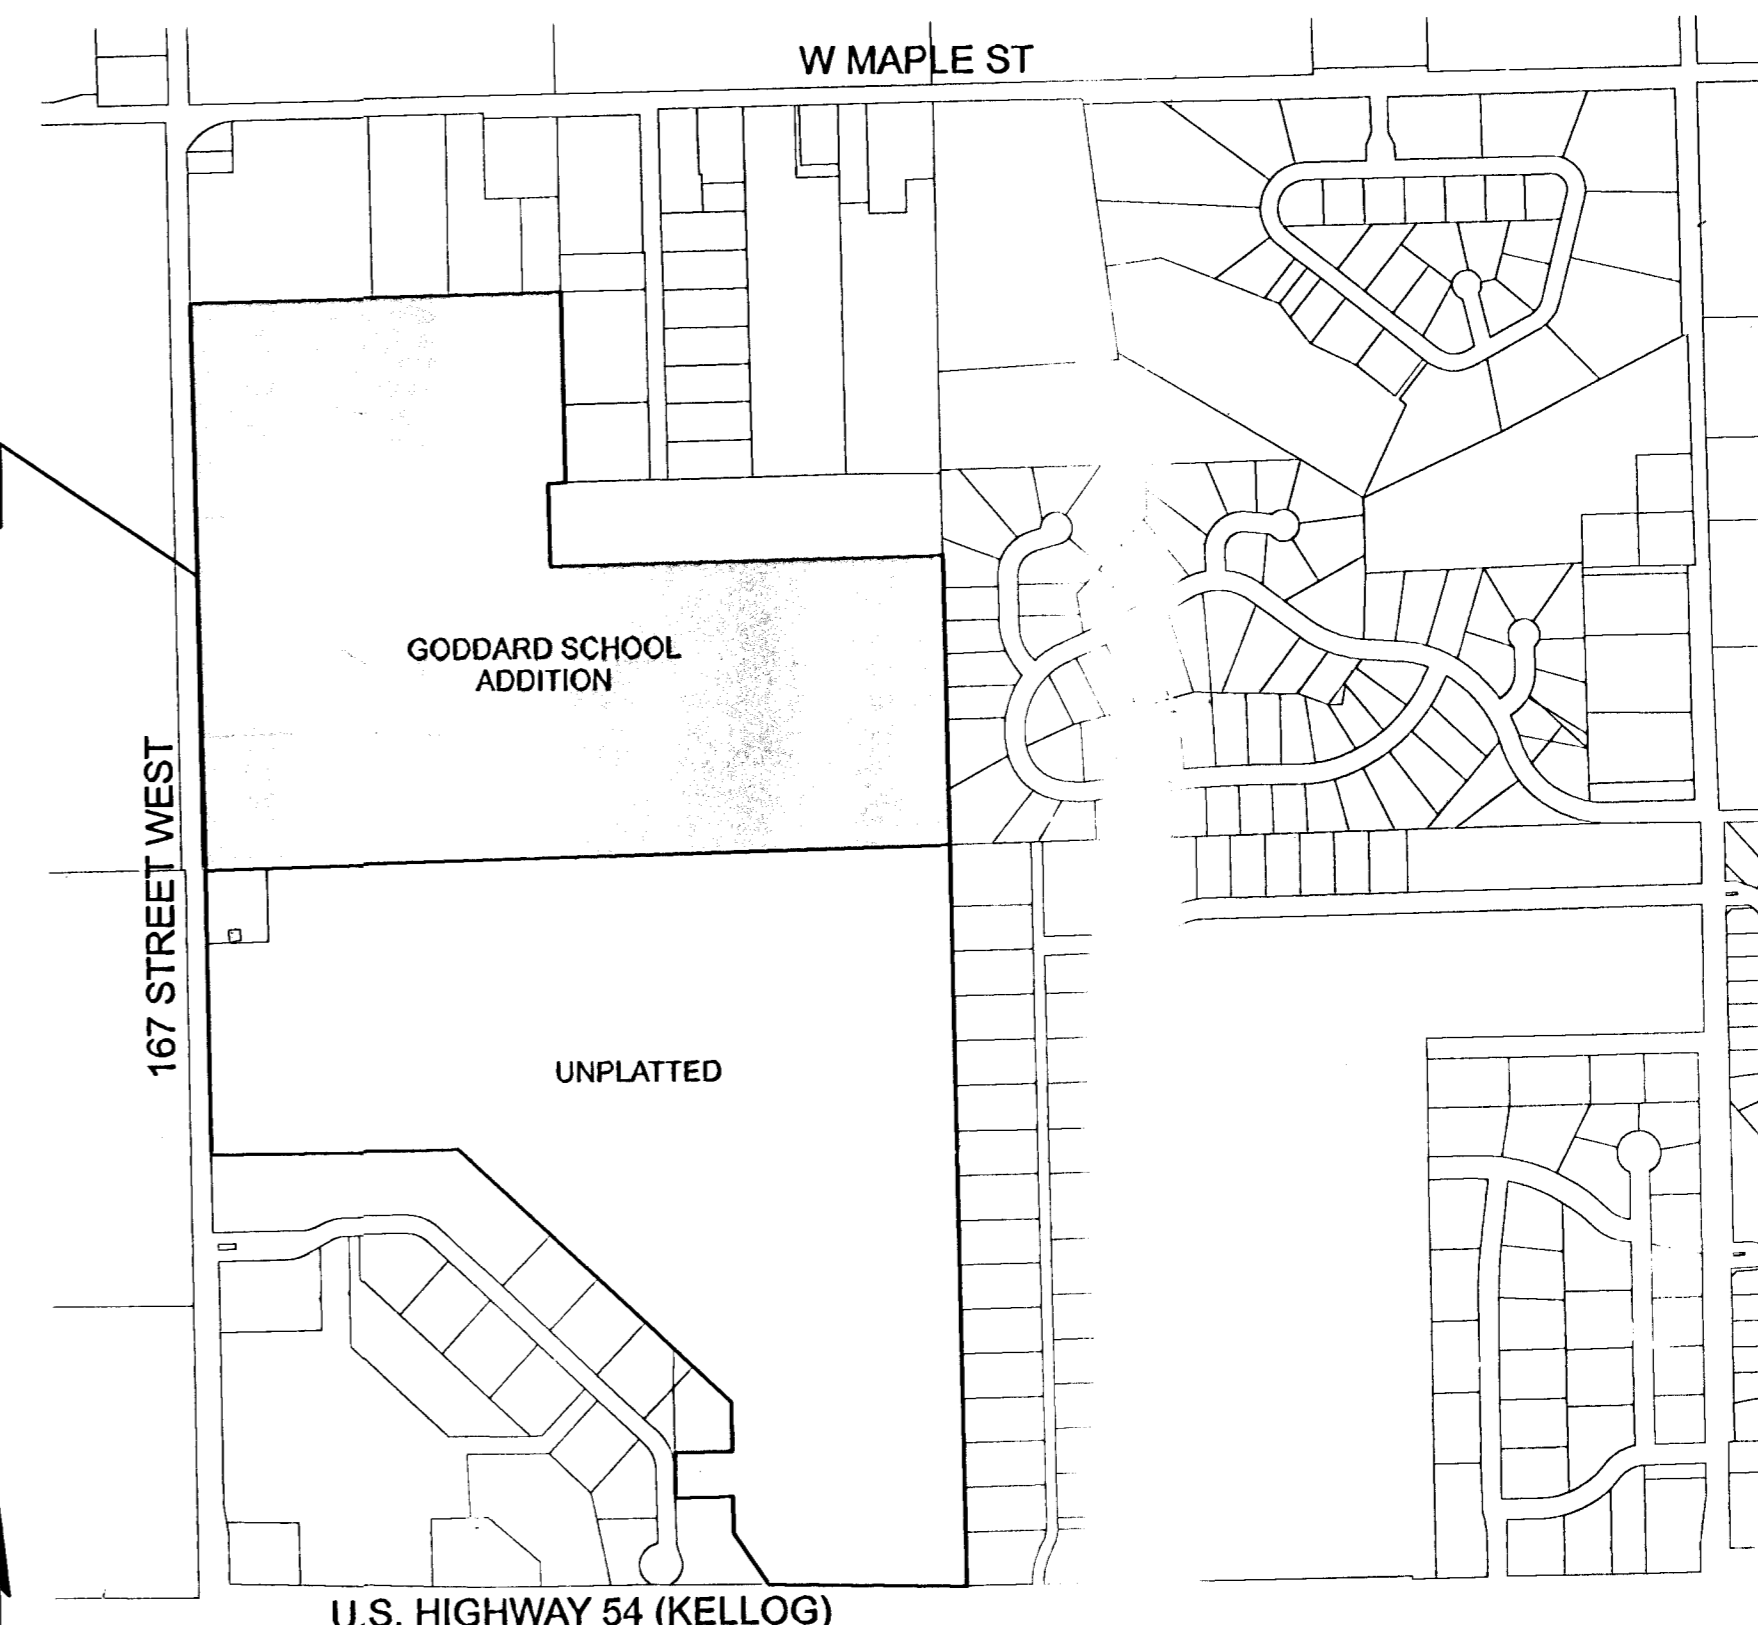 W MAPLE ST
GODDARD SCHOOL
ADDITION
167 STREET WEST
UNPLATTED
U.S. HIGHWAY 54 (KELLOG)